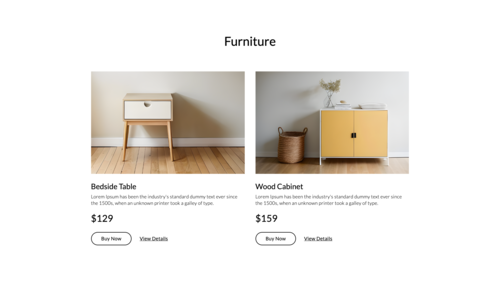 Furniture
Bedside Table
Lorem Ipsum has been the industry's standard dummy text ever since
the 1500s, when an unknown printer took a galley of type.
$129
Buy Now
View Details
Wood Cabinet
Lorem Ipsum has been the industry's standard dummy text ever since
the 1500s, when an unknown printer took a galley of type.
$159
Buy Now
View Details